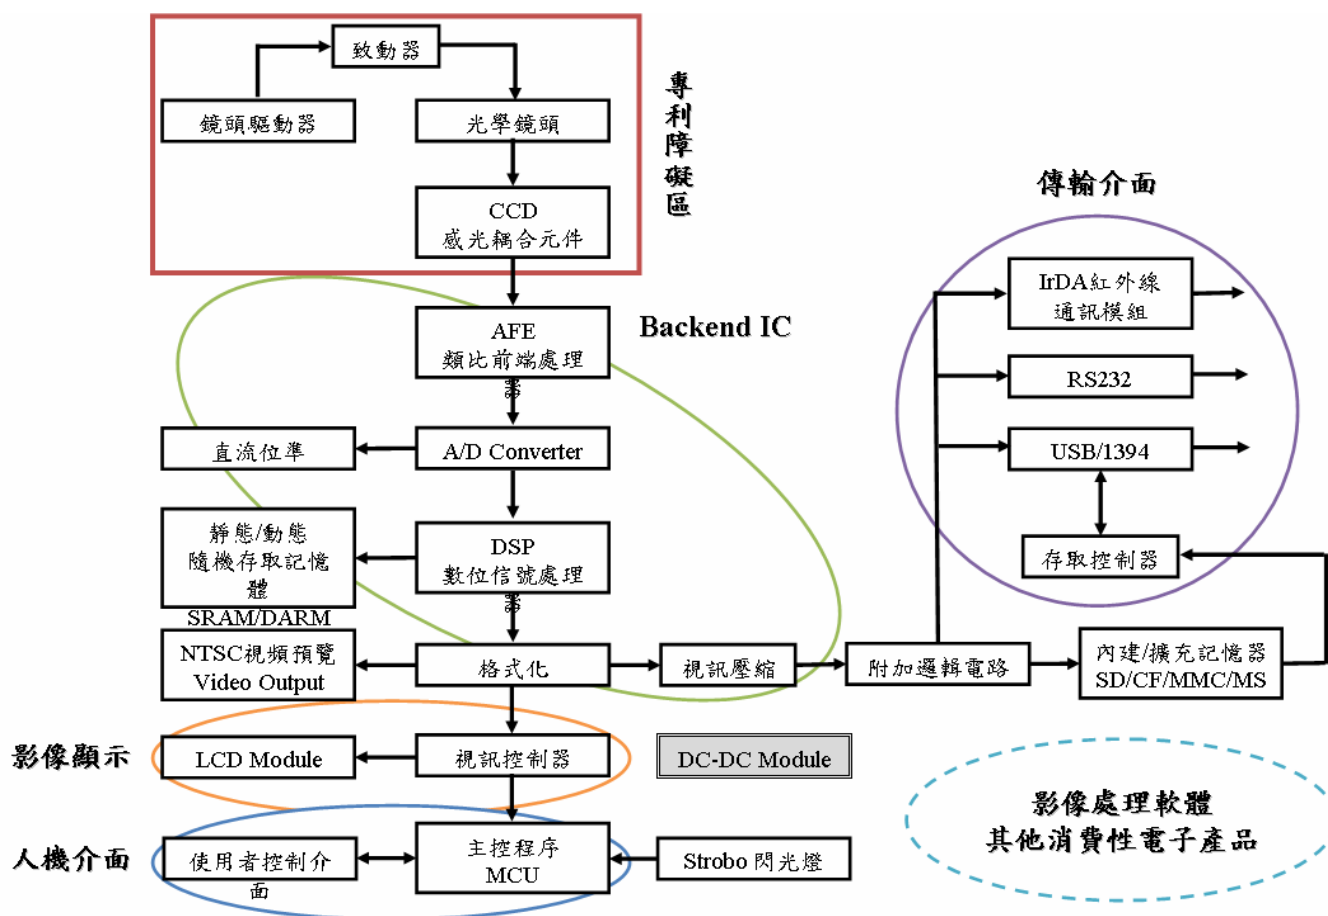 致動器
鏡頭驅動器
光學鏡頭
專利障礙區
CCD
感光耦合元件
傳輸介面
IrDA紅外線
通訊模組
AFE
類比前端處理
器
Backend IC
RS232
直流位準
A/D Converter
USB/1394
靜態/動態
隨機存取記憶
體
SRAM/DARM
DSP
數位信號處理
器
存取控制器
NTSC視頻預覽
Video Output
格式化
視訊壓縮
附加邏輯電路
內建/擴充記憶器
SD/CF/MMC/MS
影像顯示
LCD Module
視訊控制器
DC-DC Module
影像處理軟體
其他消費性電子產品
人機介面
使用者控制介
面
主控程序
MCU
Strobo 閃光燈